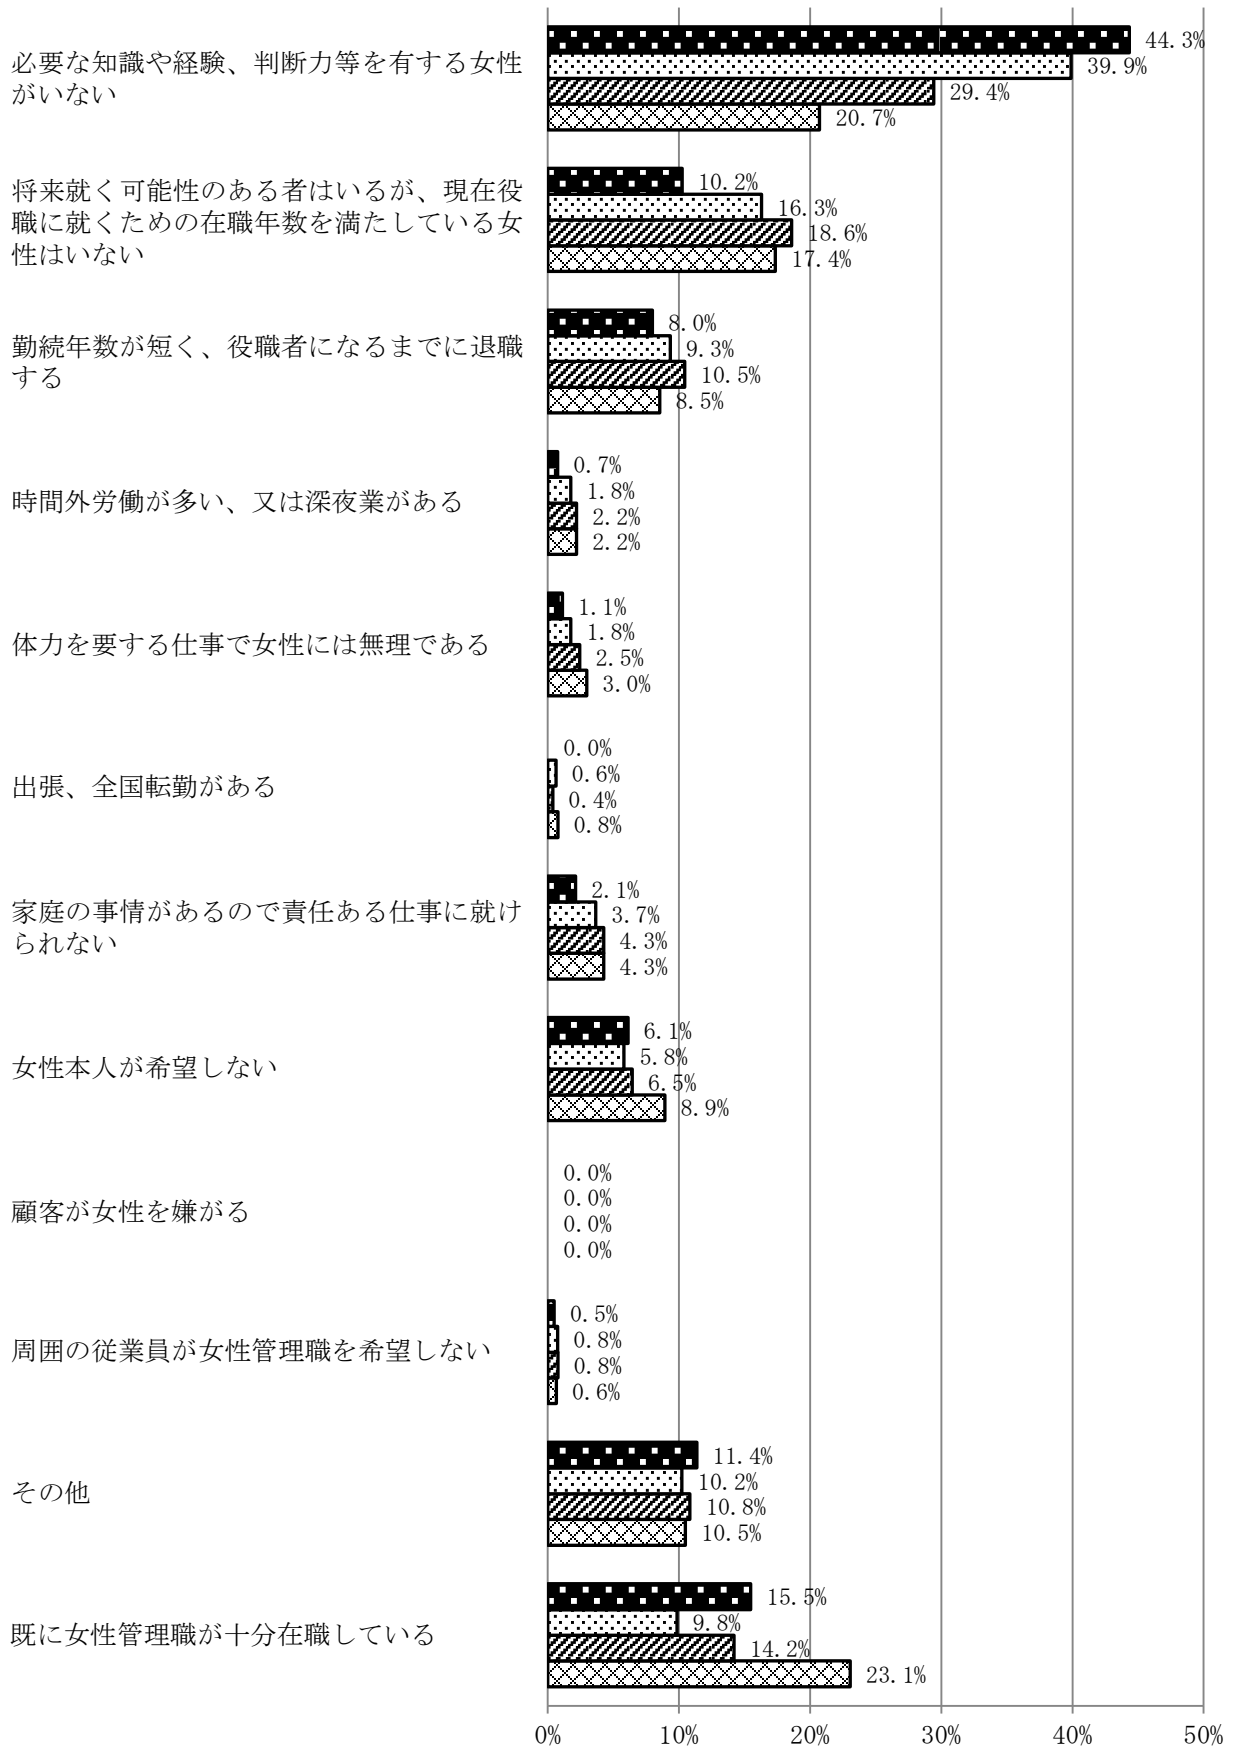 44.3%
必要な知識や経験、判断力等を有する女性
がいない
39.9%
29.4%
20.7%
将来就く可能性のある者はいるが、現在役
職に就くための在職年数を満たしている女
性はいない
10.2%
16.3%
18.6%
17.4%
勤続年数が短く、役職者になるまでに退職
する
8.0%
9.3%
10.5%
8.5%
時間外労働が多い、又は深夜業がある
0.7%
1.8%
2.2%
2.2%
体力を要する仕事で女性には無理である
1.1%
1.8%
2.5%
3.0%
出張、全国転勤がある
0.0%
0.6%
0.4%
0.8%
家庭の事情があるので責任ある仕事に就け
られない
2.1%
3.7%
4.3%
4.3%
女性本人が希望しない
6.1%
5.8%
6.5%
8.9%
顧客が女性を嫌がる
0.0%
0.0%
0.0%
0.0%
周囲の従業員が女性管理職を希望しない
0.5%
0.8%
0.8%
0.6%
その他
11.4%
10.2%
10.8%
10.5%
既に女性管理職が十分在職している
15.5%
9.8%
14.2%
23.1%
0% 10% 20% 30% 40% 50%